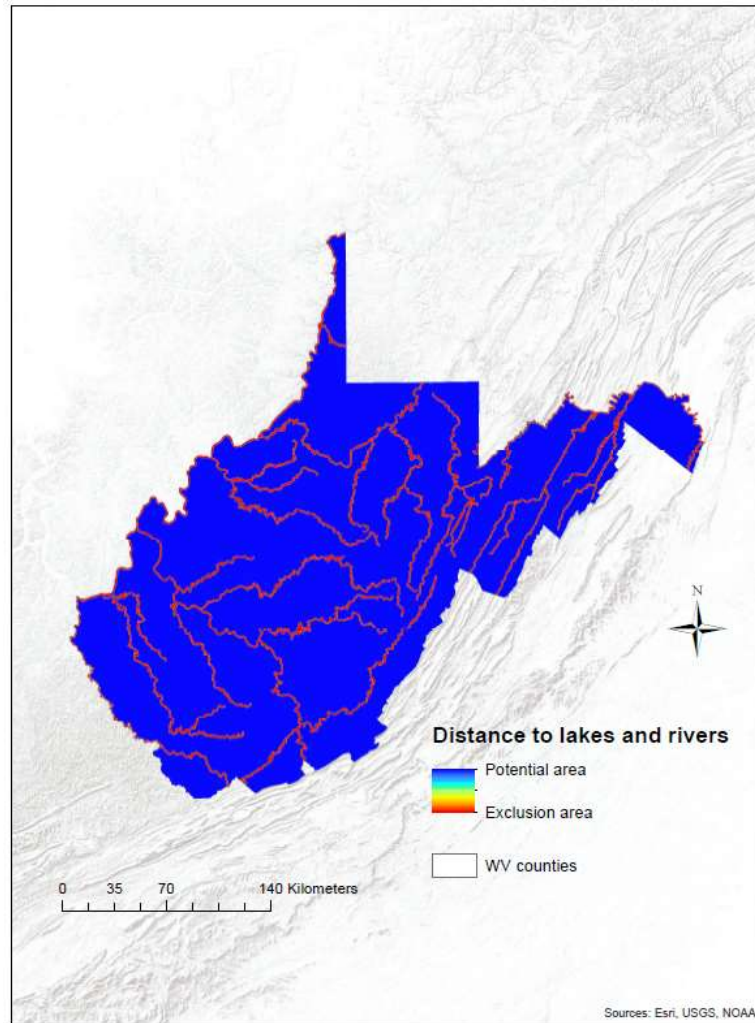 N
Distance to lakes and rivers
Potential area
Exclusion area
WV counties
0 35 70 140 Kilometers
Sources: Esri, USGS, NOAA